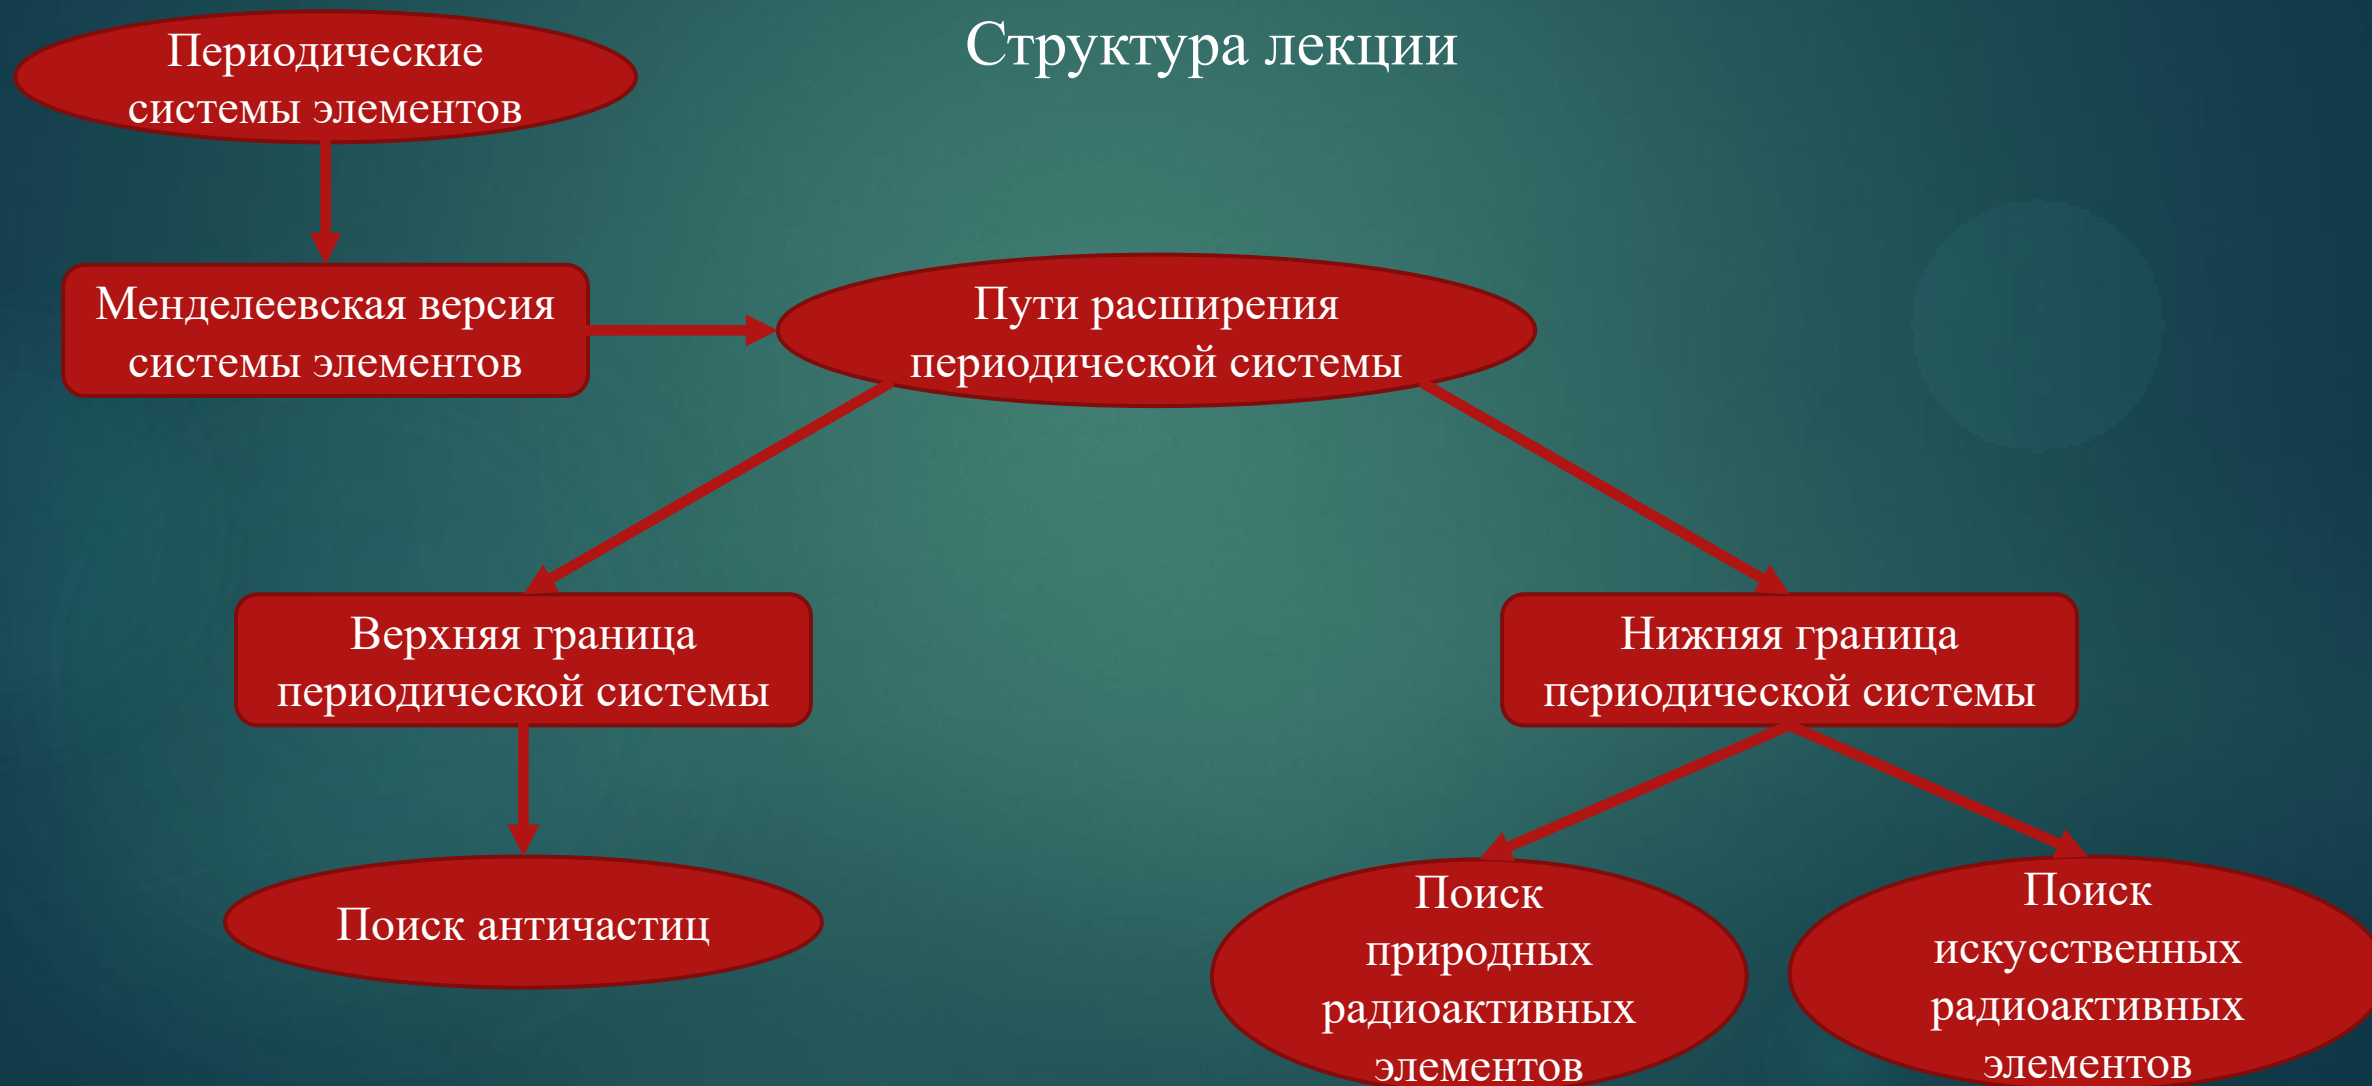 Структура лекции
Периодические
системы элементов
Менделеевская версия
системы элементов
Пути расширения
периодической системы
Верхняя граница
периодической системы
Нижняя граница
периодической системы
Поиск античастиц
Поиск
природных
радиоактивных
элементов
Поиск
искусственных
радиоактивных
элементов